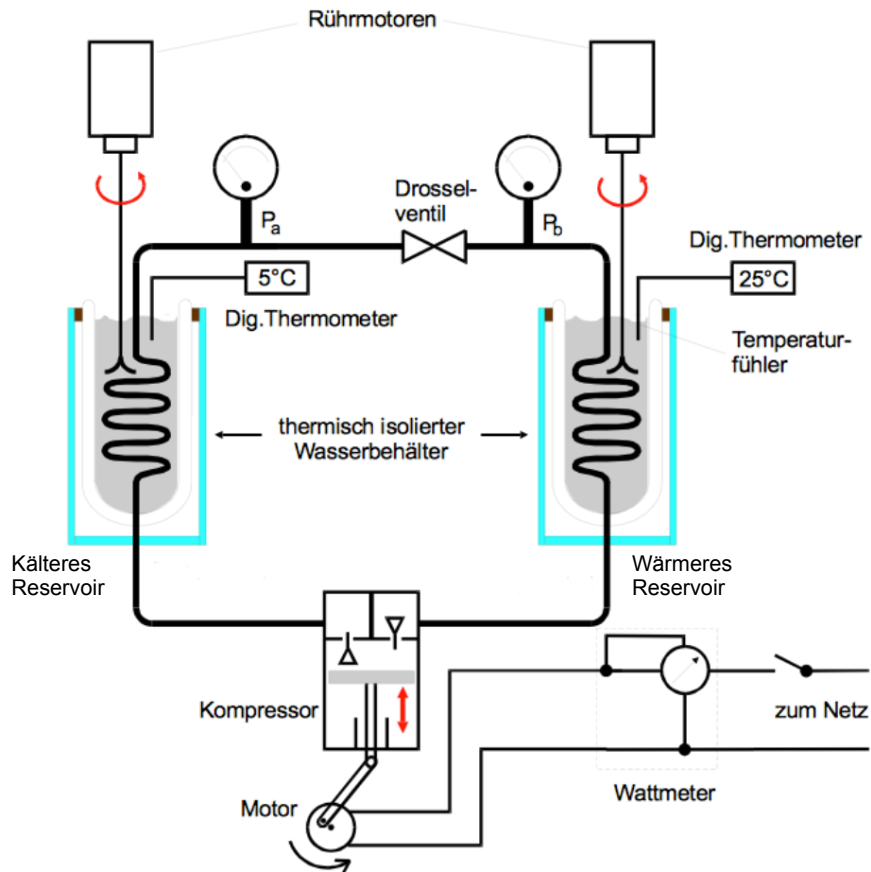 Rührmotoren
Drossel-
ventil
Pa
Pb
Dig.Thermometer
5°C
25°C
Dig.Thermometer
Temperatur-
fühler
thermisch isolierter
Wasserbehälter
Kälteres
Reservoir
Wärmeres
Reservoir
Kompressor
zum Netz
Motor
Wattmeter